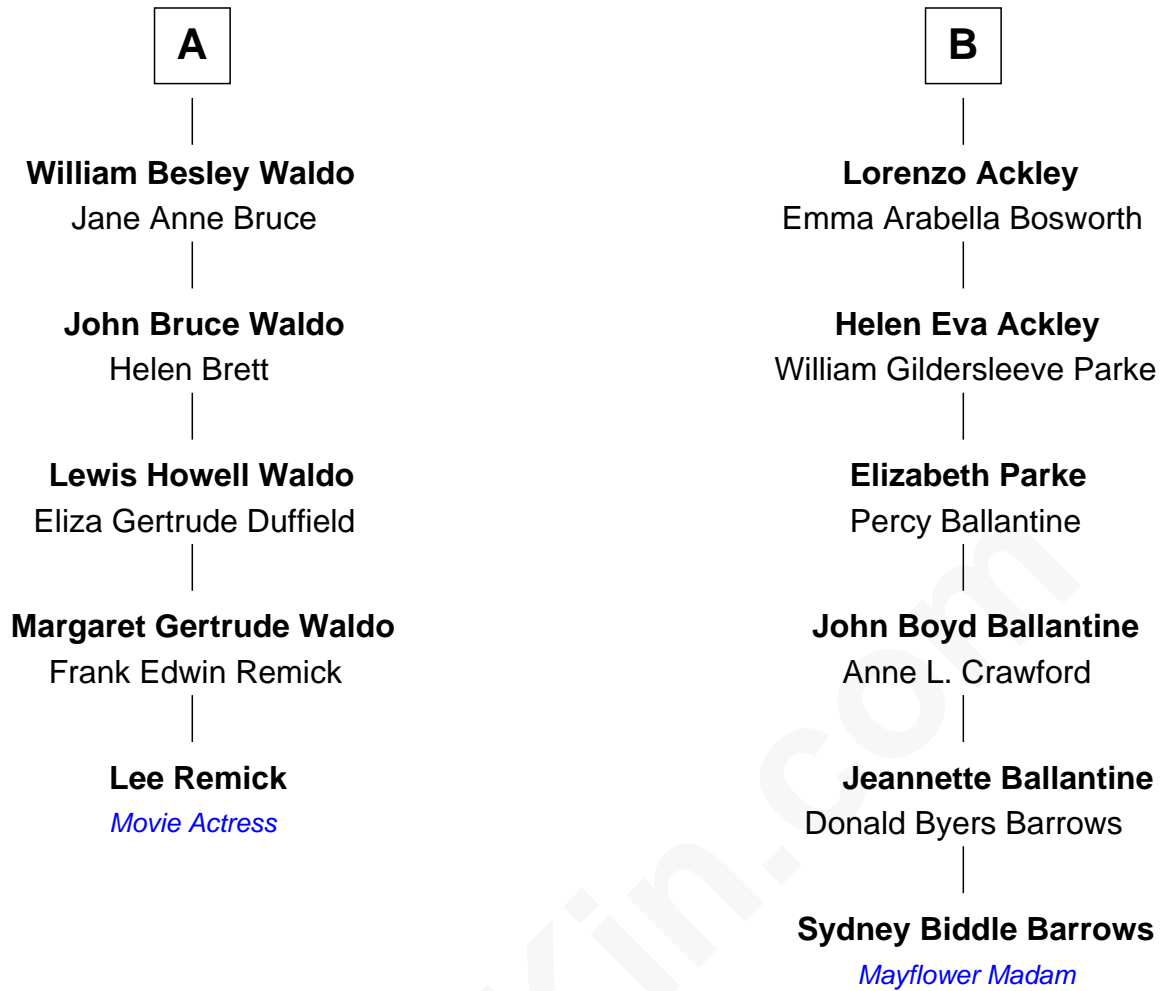 A
William Besley Waldo
Jane Anne Bruce
John Bruce Waldo
Helen Brett
Lewis Howell Waldo
Eliza Gertrude Duffield
Margaret Gertrude Waldo
Frank Edwin Remick
Lee Remick
Movie Actress
B
Lorenzo Ackley
Emma Arabella Bosworth
Helen Eva Ackley
William Gildersleeve Parke
Elizabeth Parke
Percy Ballantine
John Boyd Ballantine
Anne L. Crawford
Jeannette Ballantine
Donald Byers Barrows
Sydney Biddle Barrows
Mayflower Madam
Kin.com